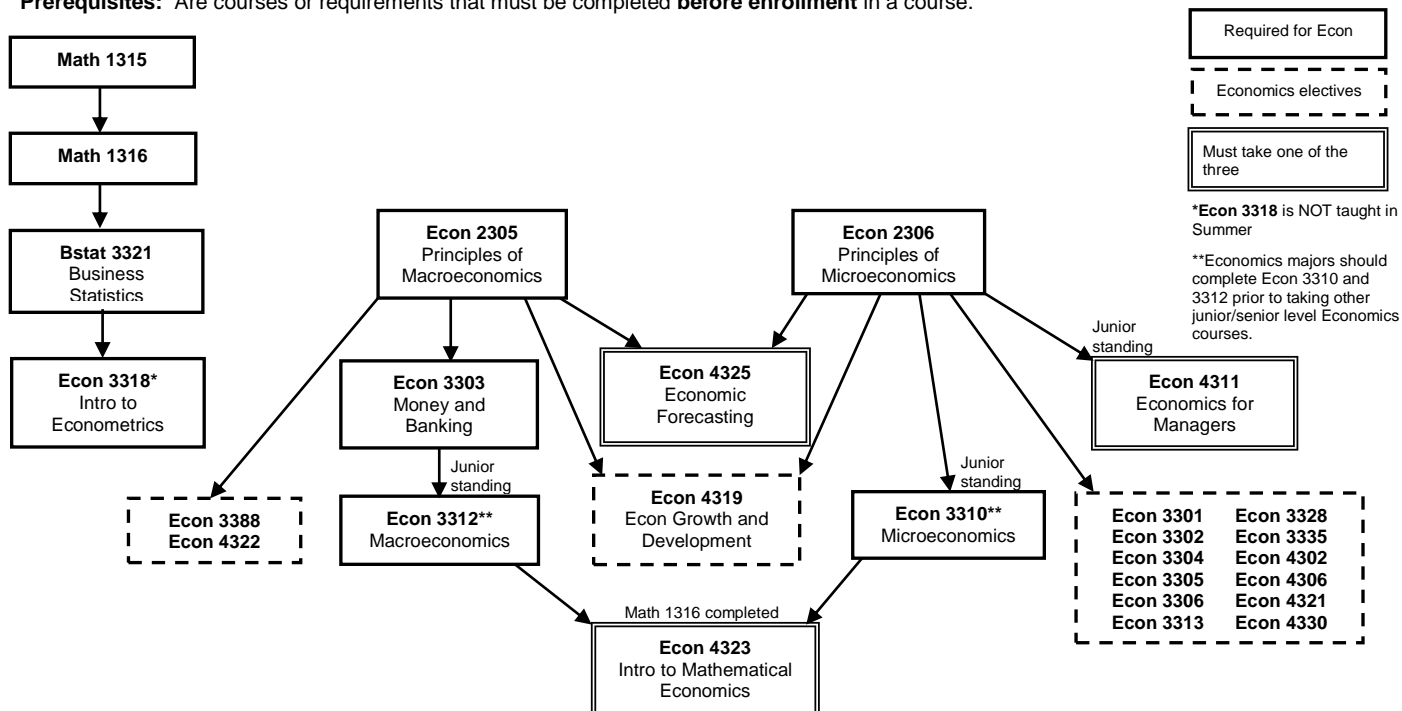 Prerequisites: Are courses or requirements that must be completed before enrollment in a course.
Required for Econ
Economics electives
Must take one of the
three
*Econ 3318 is NOT taught in
Summer
**Economics majors should
complete Econ 3310 and
3312 prior to taking other
junior/senior level Economics
courses.
Math 1315
Math 1316
Bstat 3321
Business
Statistics
Econ 3318*
Intro to
Econometrics
Econ 2305
Principles of
Macroeconomics
Econ 2306
Principles of
Microeconomics
Econ 3303
Money and
Banking
Econ 4325
Economic
Forecasting
Junior
standing
Econ 4311
Economics for
Managers
Econ 3388
Econ 4322
Junior
standing
Econ 3312**
Macroeconomics
Econ 4319
Econ Growth and
Development
Junior
standing
Econ 3310**
Microeconomics
Econ 3301 Econ 3328
Econ 3302 Econ 3335
Econ 3304 Econ 4302
Econ 3305 Econ 4306
Econ 3306 Econ 4321
Econ 3313 Econ 4330
Math 1316 completed
Econ 4323
Intro to Mathematical
Economics